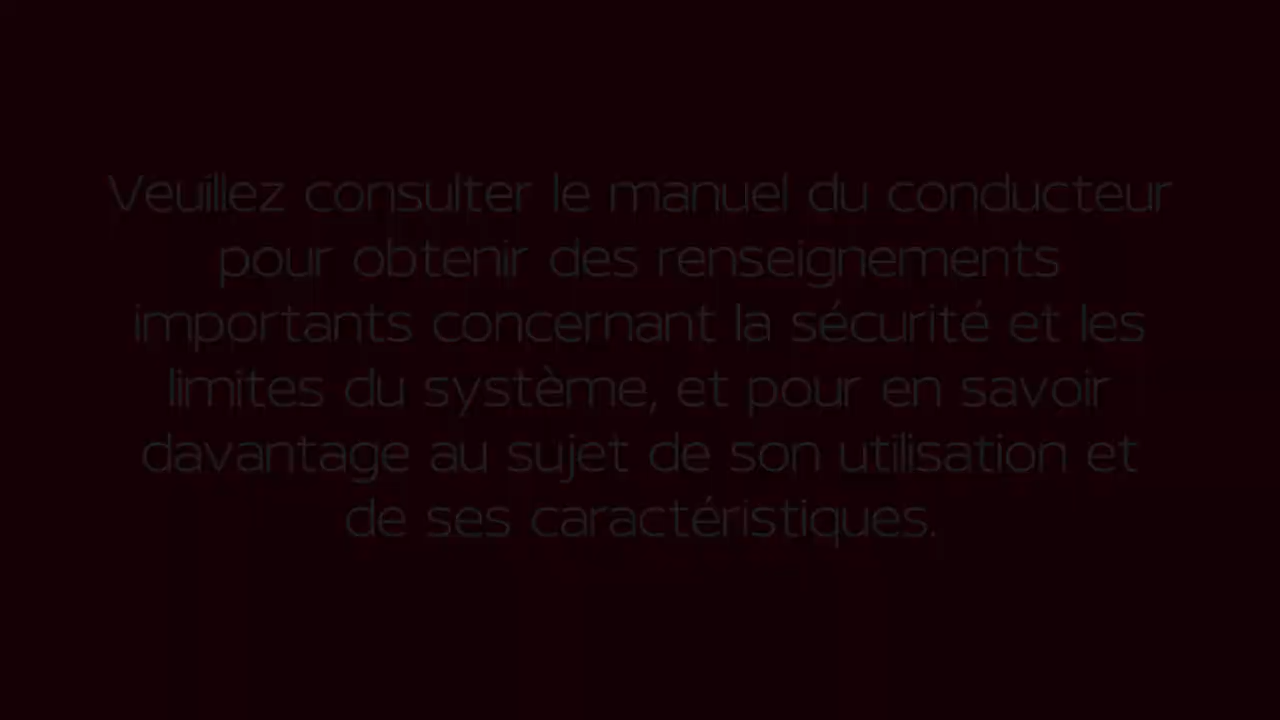 Veuillez consulter le manuel du conducteur
pour obtenir des renseignements
importants concernant la sécurité et les
limites du système, et pour en savoir
davantage au sujet de son utilisation et
de ses caractéristiques.